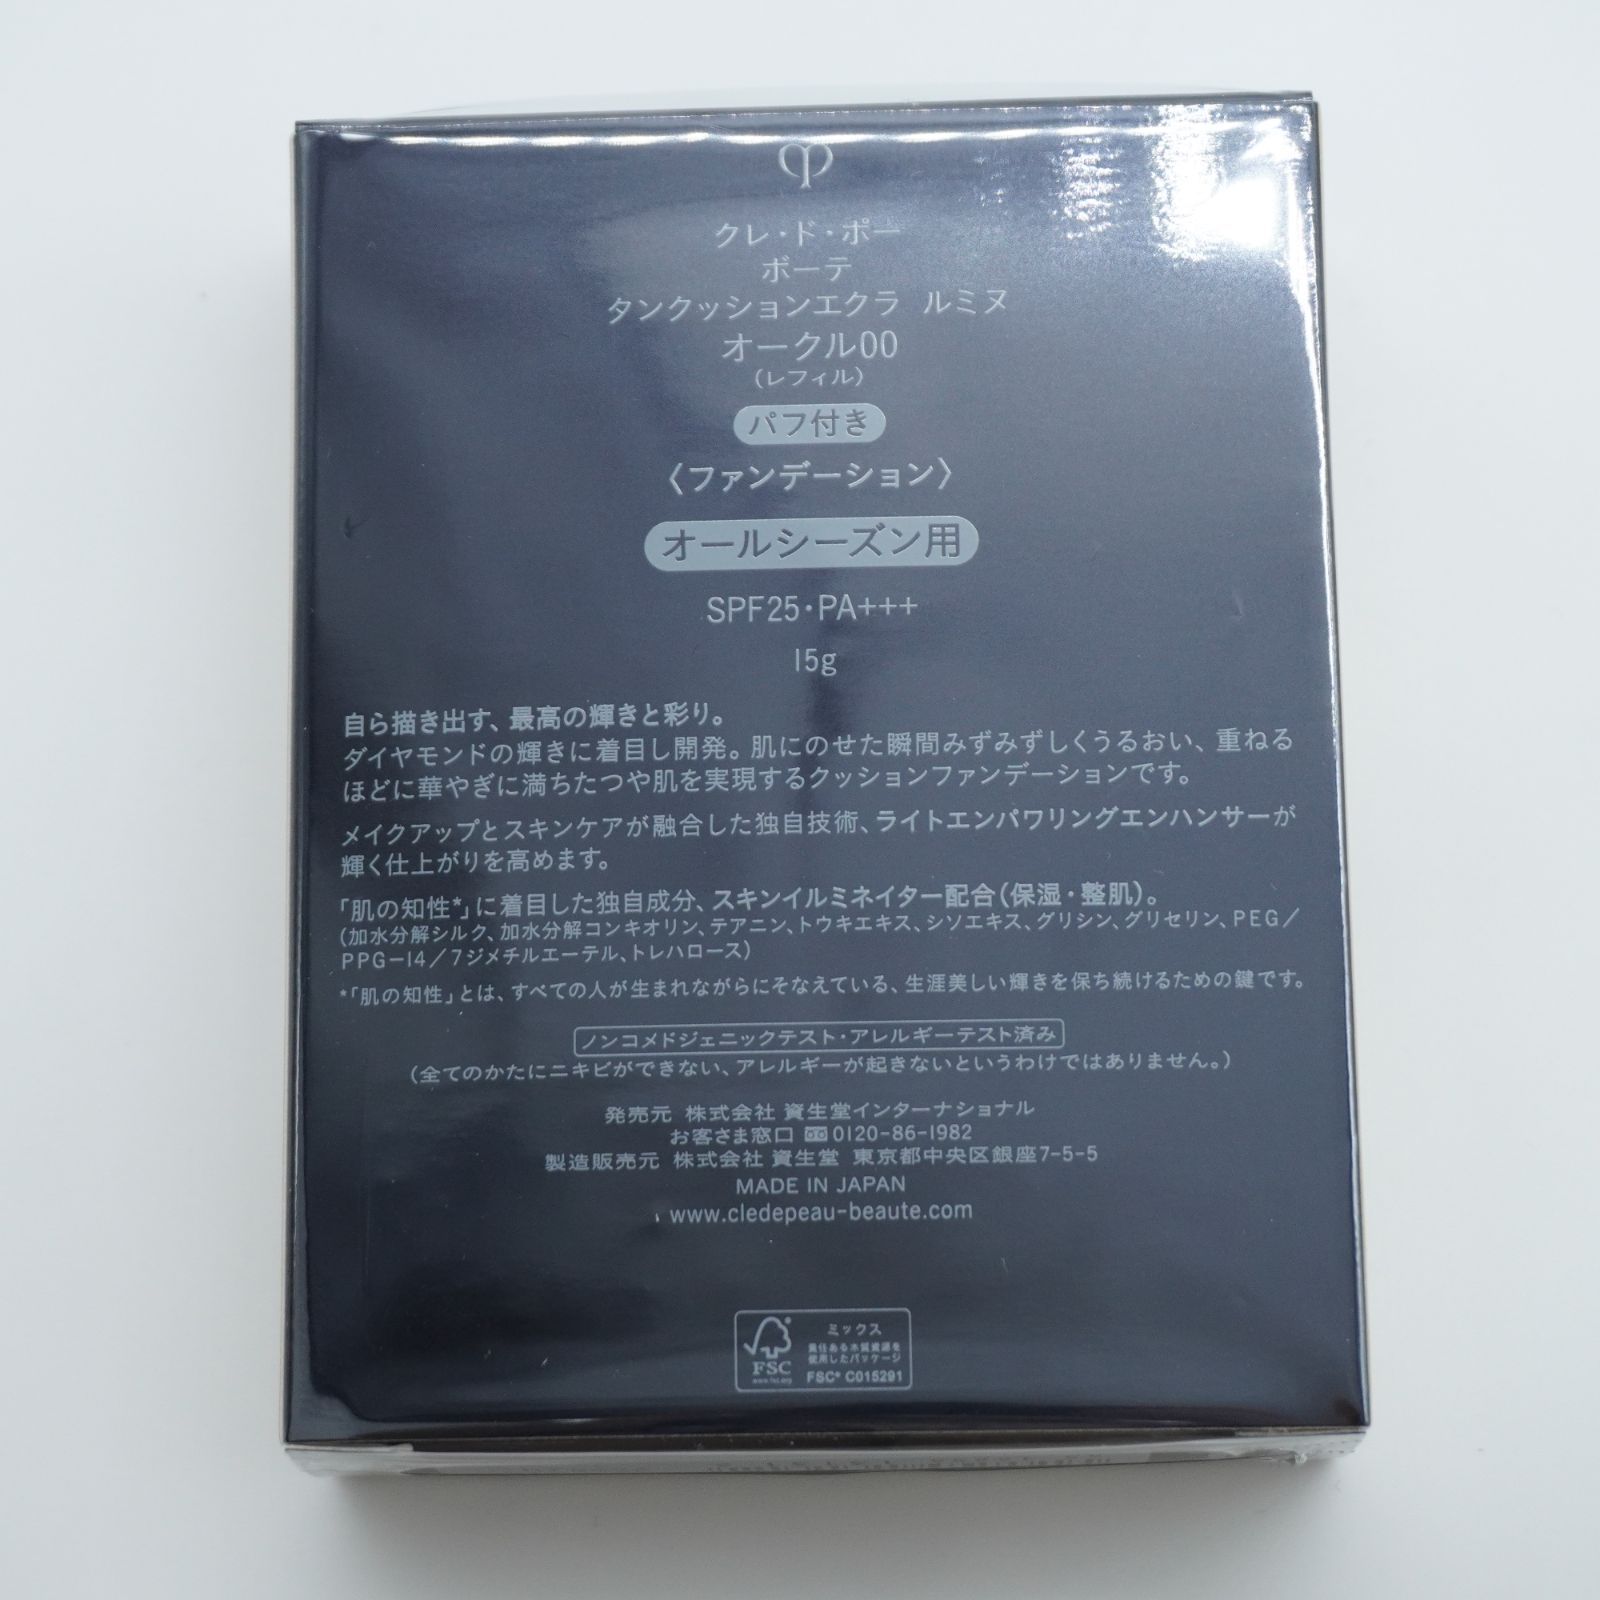 クレ・ド・ポー
ボーテ
タンクッションエクラ ルミヌ
オークル00
(レフィル)
パフ付き
〈ファンデーション〉
オールシーズン用
SPF25・PA+++
15g
自ら描き出す、最高の輝きと彩り。
ダイヤモンドの輝きに着目し開発。肌にのせた瞬間みずみずしくうるおい、重ねる
ほどに華やぎに満ちたつや肌を実現するクッションファンデーションです。
メイクアップとスキンケアが融合した独自技術、ライトエンパワリングエンハンサーが
輝く仕上がりを高めます。
「肌の知性*」に着目した独自成分、スキンイルミネイター配合(保湿・整肌)。
(加水分解シルク、加水分解コンキオリン、テアニン、トウキエキス、シソエキス、グリシン、グリセリン、PEG/
PPG-14/7ジメチルエーテル、トレハロース)
*「肌の知性」とは、すべての人が生まれながらにそなえている、生涯美しい輝きを保ち続けるための鍵です。
ノンコメドジェニックテスト・アレルギーテスト済み
(全てのかたにニキビができない、アレルギーが起きないというわけではありません。)
発売元 株式会社 資生堂インターナショナル
お客さま窓口 0120-86-1982
製造販売元 株式会社 資生堂 東京都中央区銀座7-5-5
MADE IN JAPAN
www.cledepeau-beaute.com
FSC
www.fsc.org
ミックス
責任ある木質資源を
使用したパッケージ
FSC® C015291